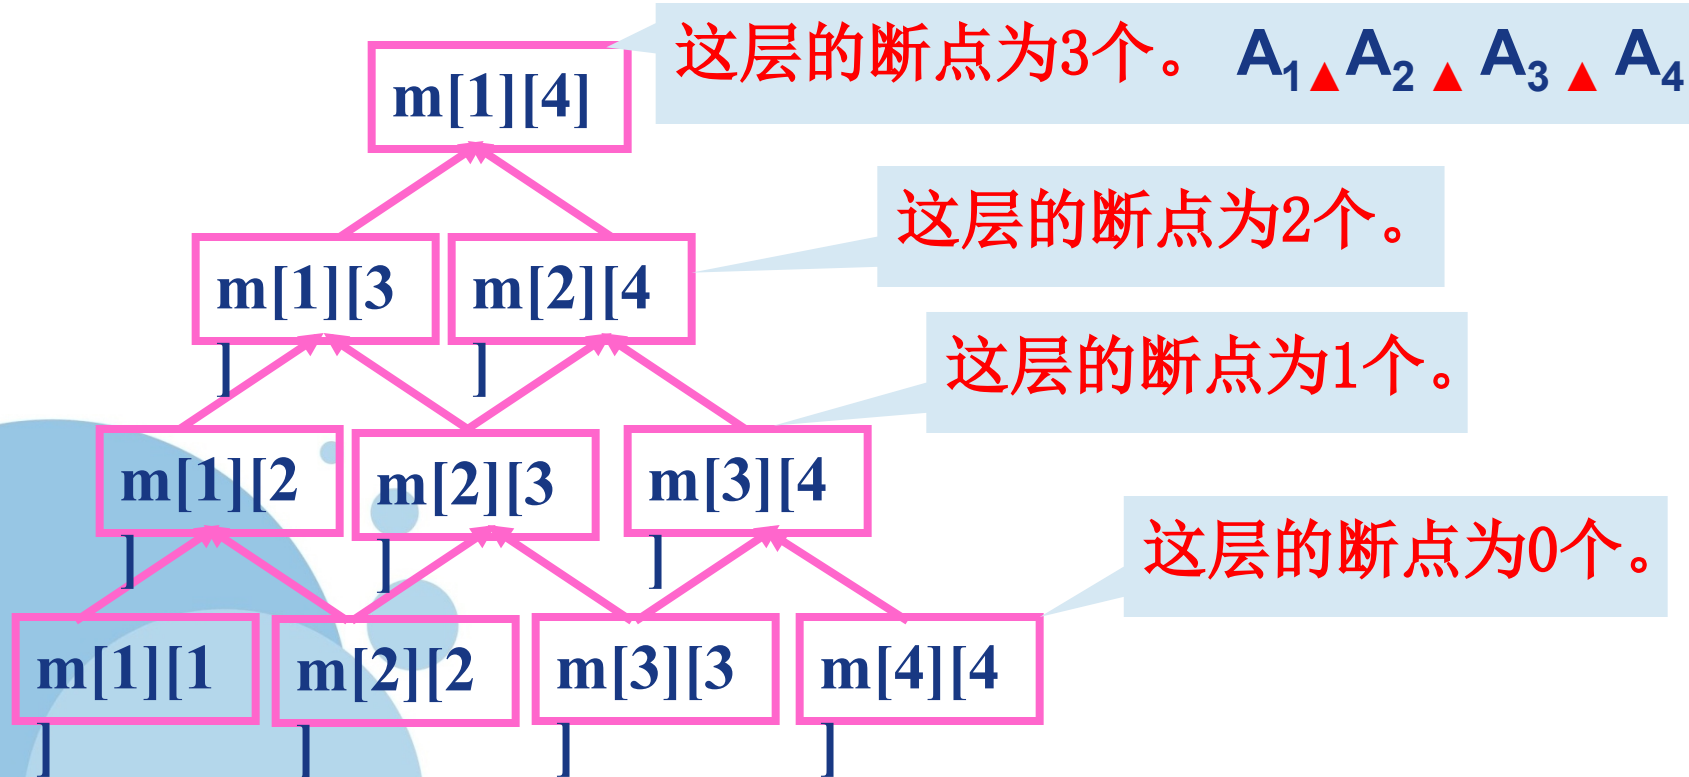 这层的断点为3个。 A₁▲A₂ ▲ A₃ ▲ A₄
m[1][4]
这层的断点为2个。
m[1][3
]
m[2][4
]
这层的断点为1个。
m[1][2
]
m[2][3
]
m[3][4
]
这层的断点为0个。
m[1][1
]
m[2][2
]
m[3][3
]
m[4][4
]